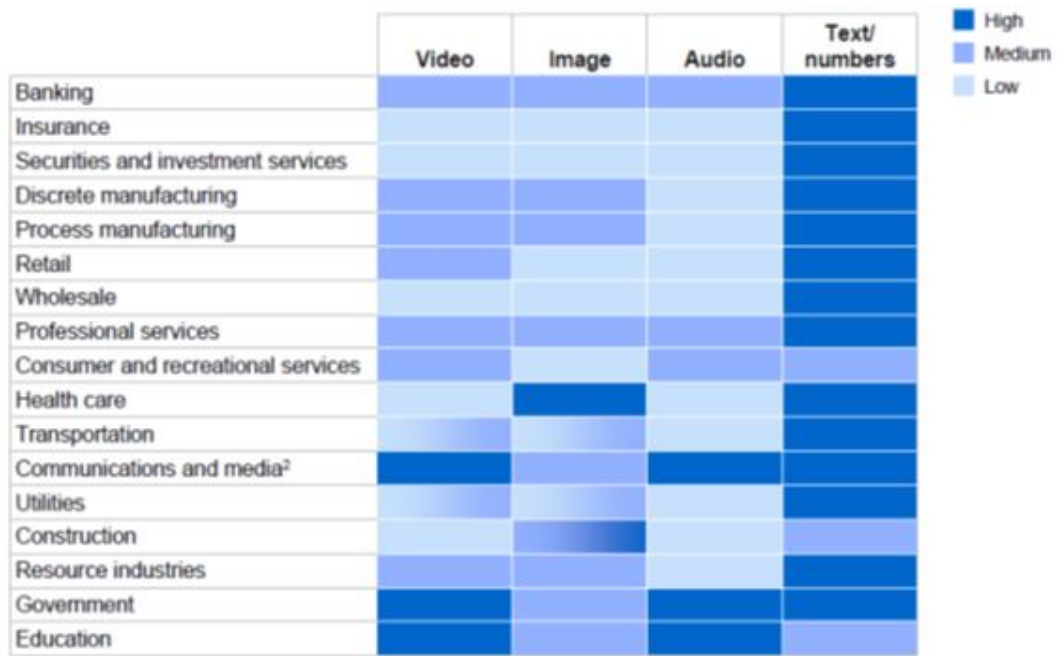 Video Image Audio Text/
numbers
High
Medium
Low
Banking
Insurance
Securities and investment services
Discrete manufacturing
Process manufacturing
Retail
Wholesale
Professional services
Consumer and recreational services
Health care
Transportation
Communications and media²
Utilities
Construction
Resource industries
Government
Education